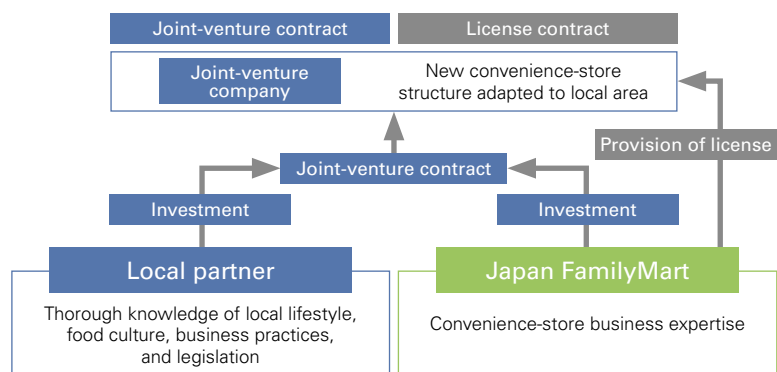 Joint-venture contract
License contract
Joint-venture
company
New convenience-store
structure adapted to local area
Provision of license
Joint-venture contract
Investment
Investment
Local partner
Japan FamilyMart
Thorough knowledge of local lifestyle,
food culture, business practices,
and legislation
Convenience-store business expertise